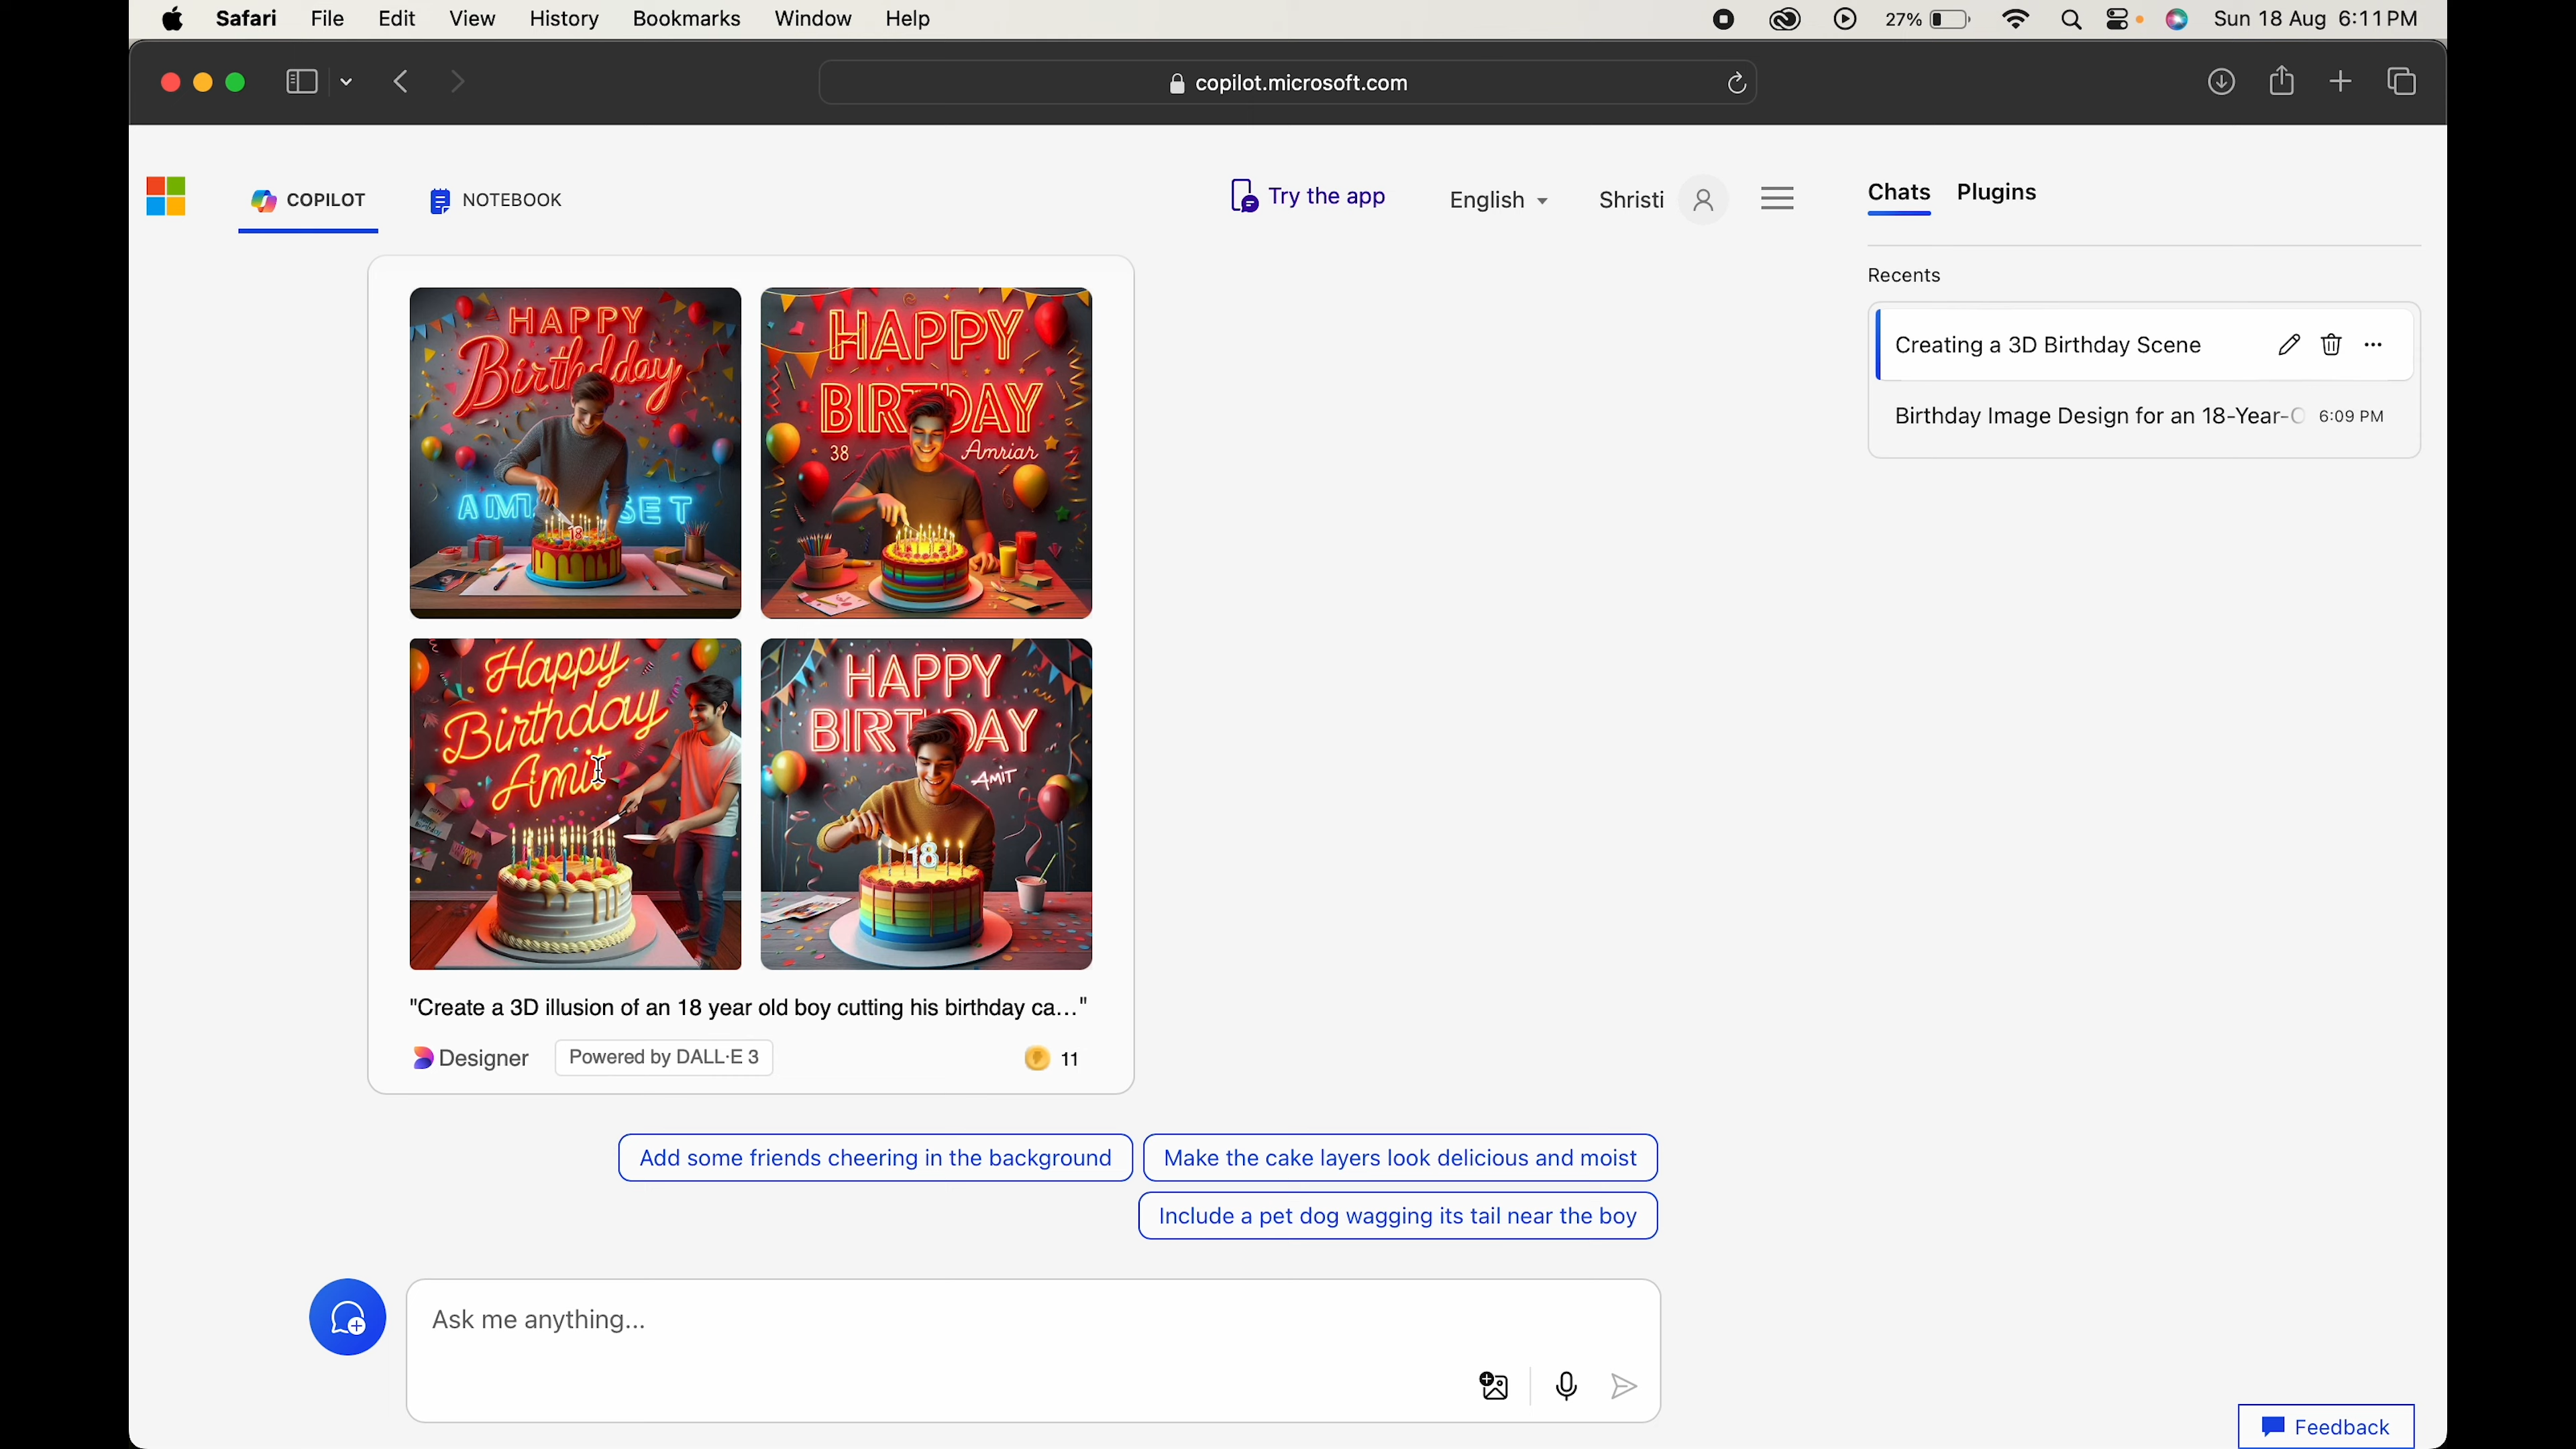 Safari File Edit View History Bookmarks Window Help 27% Sun 18 Aug 6:11 PM
copilot.microsoft.com
COPILOT NOTEBOOK Try the app English Shristi Chats Plugins
Recents
Creating a 3D Birthday Scene
Birthday Image Design for an 18-Year-O 6:09 PM
HAPPY
Birthdday
18
HAPPY
BIRTHDAY
38 Amriar
Happy
Birthday
Amit
HAPPY
BIRTHDAY
AMIT
18
"Create a 3D illusion of an 18 year old boy cutting his birthday ca..."
Designer Powered by DALL·E 3 11
Add some friends cheering in the background Make the cake layers look delicious and moist
Include a pet dog wagging its tail near the boy
Ask me anything...
Feedback